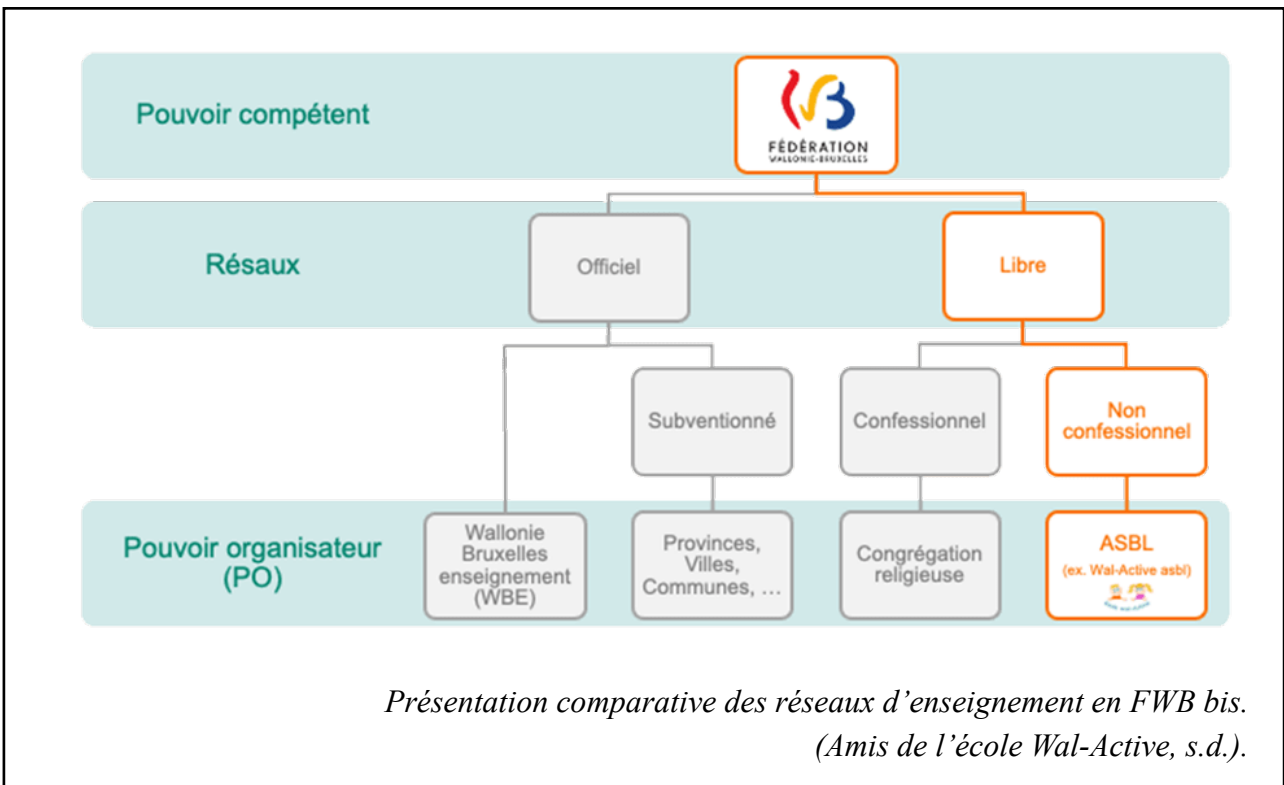 Pouvoir compétent
FÉDÉRATION
WALLONIE-BRUXELLES
Résaux
Officiel
Libre
Subventionné
Confessionnel
Non
confessionnel
Pouvoir organisateur
(PO)
Wallonie
Bruxelles
enseignement
(WBE)
Provinces,
Villes,
Communes, …
Congrégation
religieuse
ASBL
(ex. Wal-Active asbl)
Présentation comparative des réseaux d’enseignement en FWB bis.
(Amis de l’école Wal-Active, s.d.).